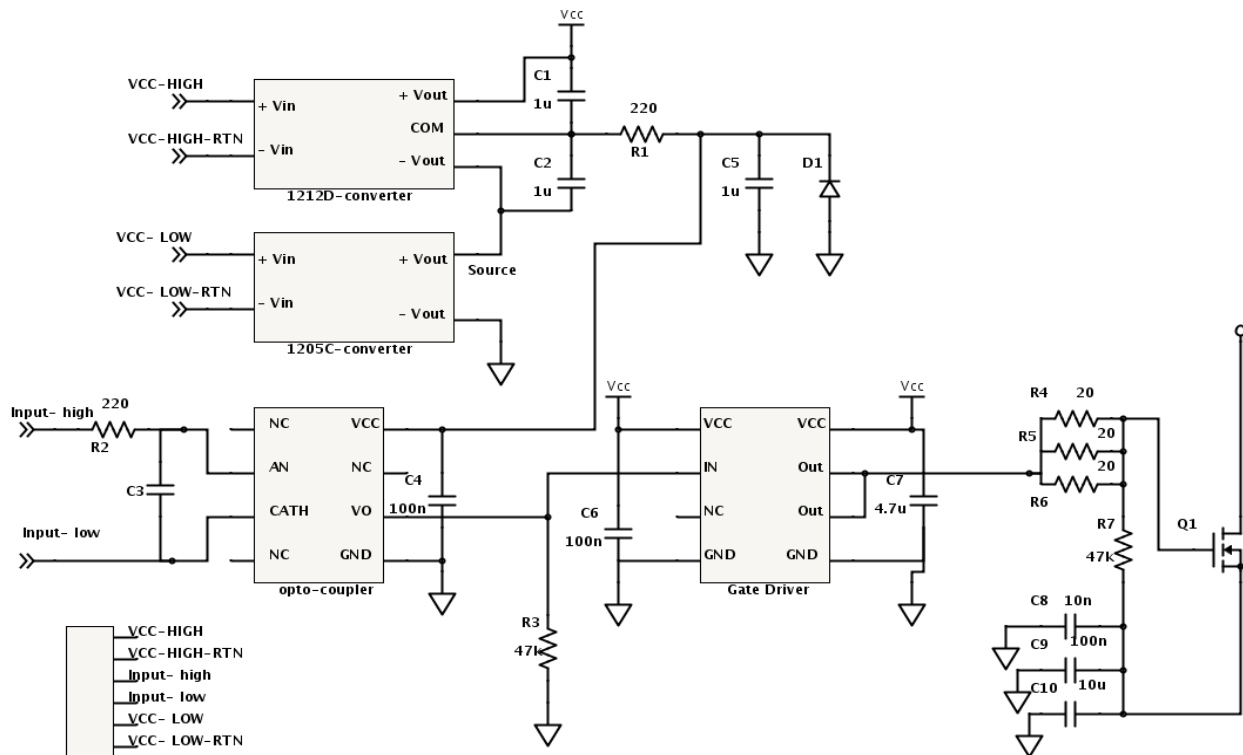 Vcc
VCC-HIGH
+ Vin
+ Vout
C1
1u
220
COM
R1
VCC-HIGH-RTN
- Vin
- Vout
C2
1u
C5
1u
D1
1212D-converter
VCC- LOW
+ Vin
+ Vout
Source
VCC- LOW-RTN
- Vin
- Vout
1205C-converter
Input- high
220
R2
NC
VCC
AN
NC
C4
100n
C3
CATH
VO
Input- low
NC
GND
opto-coupler
Vcc
Vcc
VCC
VCC
IN
Out
C7
4.7u
NC
Out
C6
100n
GND
GND
Gate Driver
R4
20
R5
20
20
R6
R7
47k
Q1
R3
47k
C8
10n
C9
100n
C10
10u
VCC-HIGH
VCC-HIGH-RTN
Input- high
Input- low
VCC- LOW
VCC- LOW-RTN